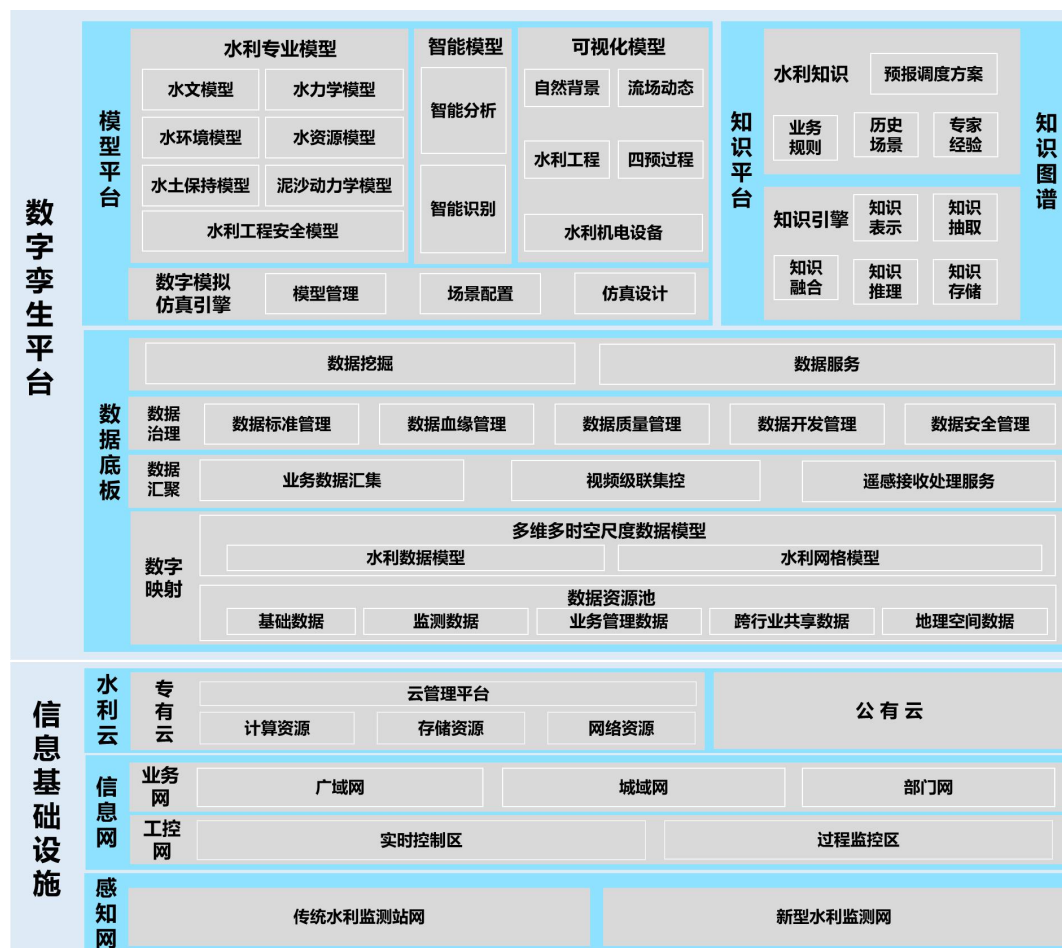 数字孪生平台
模型平台
水利专业模型
水文模型
水力学模型
水环境模型
水资源模型
水土保持模型
泥沙动力学模型
水利工程安全模型
智能模型
智能分析
智能识别
可视化模型
自然背景
流场动态
水利工程
四预过程
水利机电设备
数字模拟
仿真引擎
模型管理
场景配置
仿真设计
知识平台
水利知识
预报调度方案
业务
规则
历史
场景
专家
经验
知识引擎
知识
表示
知识
抽取
知识
融合
知识
推理
知识
存储
知识图谱
数据底板
数据挖掘
数据服务
数据
治理
数据标准管理
数据血缘管理
数据质量管理
数据开发管理
数据安全管理
数据
汇聚
业务数据汇集
视频级联集控
遥感接收处理服务
数字
映射
多维多时空尺度数据模型
水利数据模型
水利网格模型
数据资源池
基础数据
监测数据
业务管理数据
跨行业共享数据
地理空间数据
信息基础设施
水利云
专有云
云管理平台
计算资源
存储资源
网络资源
公有云
信息网
业务
网
广域网
城域网
部门网
工控
网
实时控制区
过程监控区
感知网
传统水利监测站网
新型水利监测网